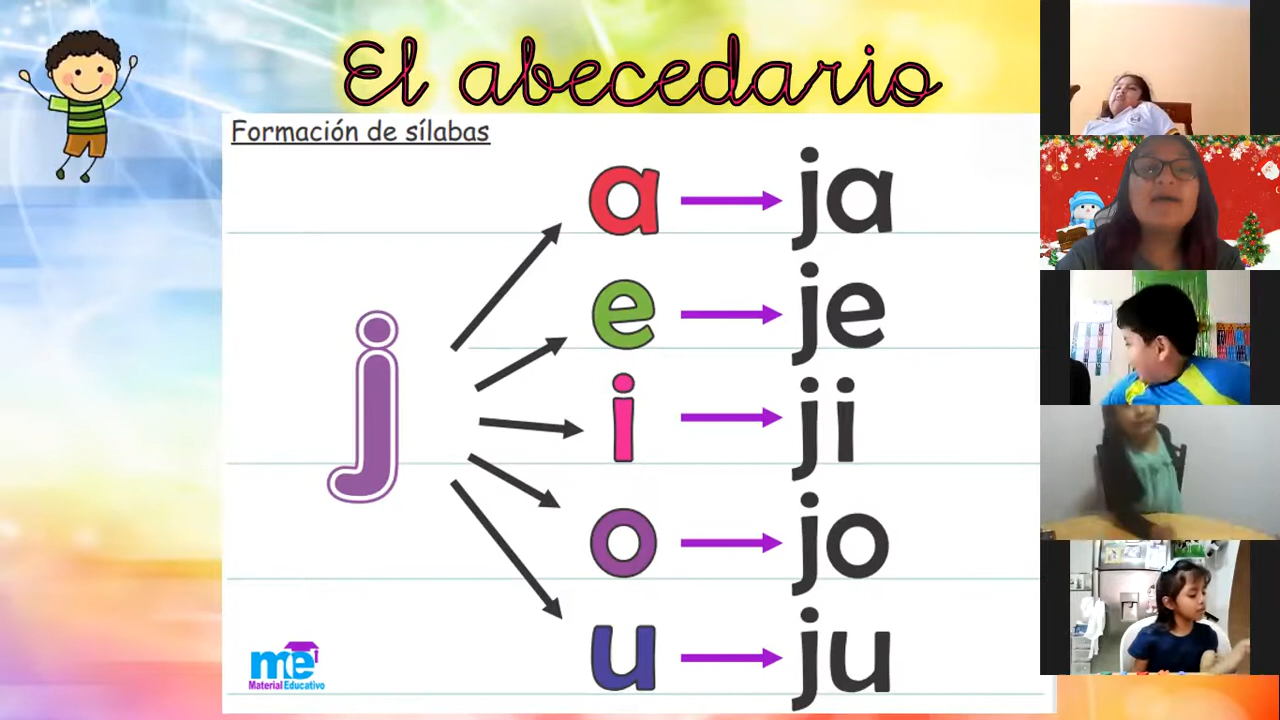 El abecedario
Formación de sílabas
j
a ja
e je
i ji
o jo
u ju
me
Material Educativo